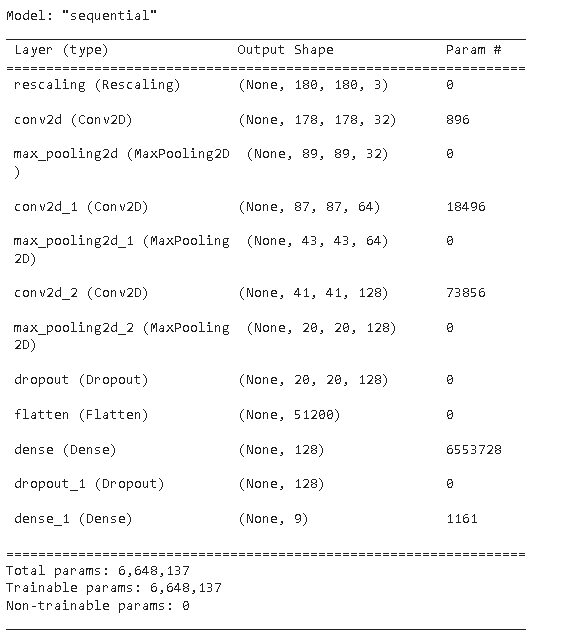 Model: "sequential"
Layer (type) Output Shape Param #
rescaling (Rescaling) (None, 180, 180, 3) 0
conv2d (Conv2D) (None, 178, 178, 32) 896
max_pooling2d (MaxPooling2D (None, 89, 89, 32) 0
)
conv2d_1 (Conv2D) (None, 87, 87, 64) 18496
max_pooling2d_1 (MaxPooling (None, 43, 43, 64) 0
2D)
conv2d_2 (Conv2D) (None, 41, 41, 128) 73856
max_pooling2d_2 (MaxPooling (None, 20, 20, 128) 0
2D)
dropout (Dropout) (None, 20, 20, 128) 0
flatten (Flatten) (None, 51200) 0
dense (Dense) (None, 128) 6553728
dropout_1 (Dropout) (None, 128) 0
dense_1 (Dense) (None, 9) 1161
Total params: 6,648,137
Trainable params: 6,648,137
Non-trainable params: 0